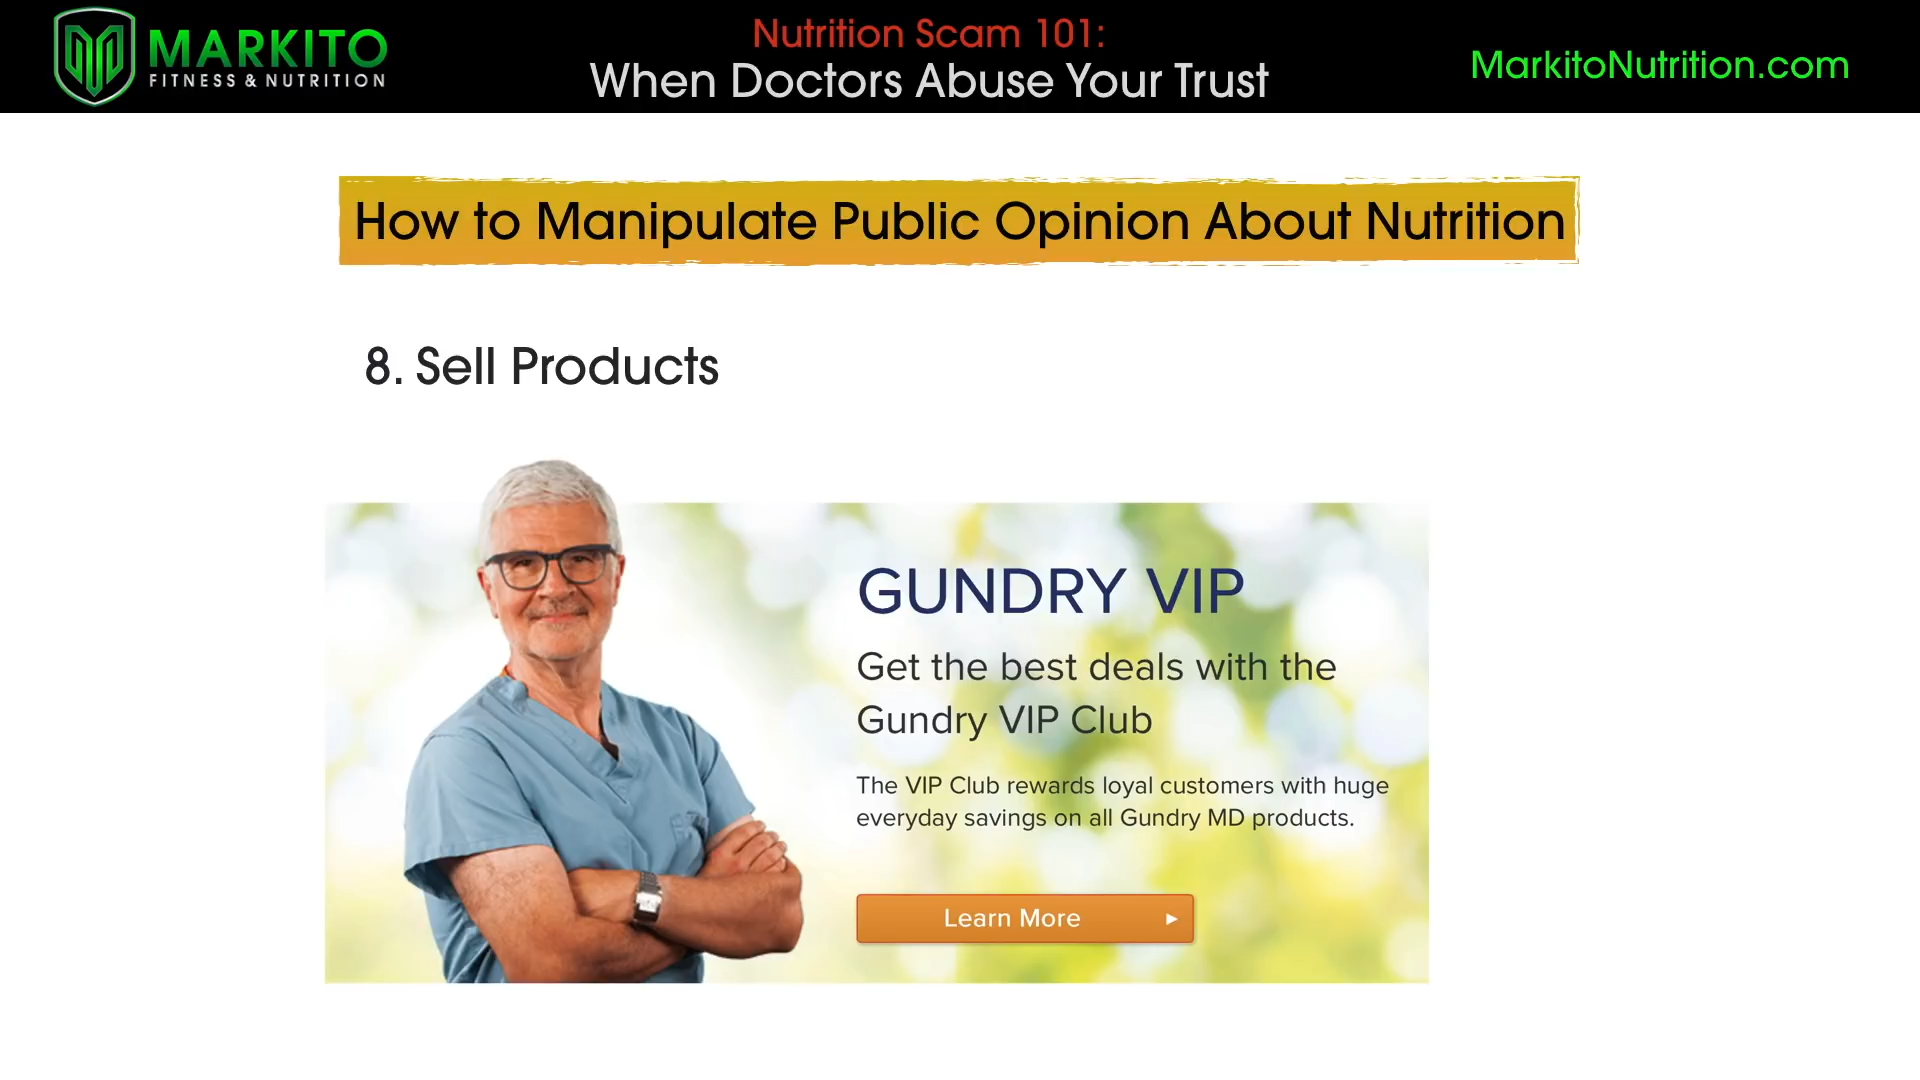 MARKITO
FITNESS & NUTRITION
Nutrition Scam 101:
When Doctors Abuse Your Trust
MarkitoNutrition.com
How to Manipulate Public Opinion About Nutrition
8. Sell Products
GUNDRY VIP
Get the best deals with the
Gundry VIP Club
The VIP Club rewards loyal customers with huge
everyday savings on all Gundry MD products.
Learn More